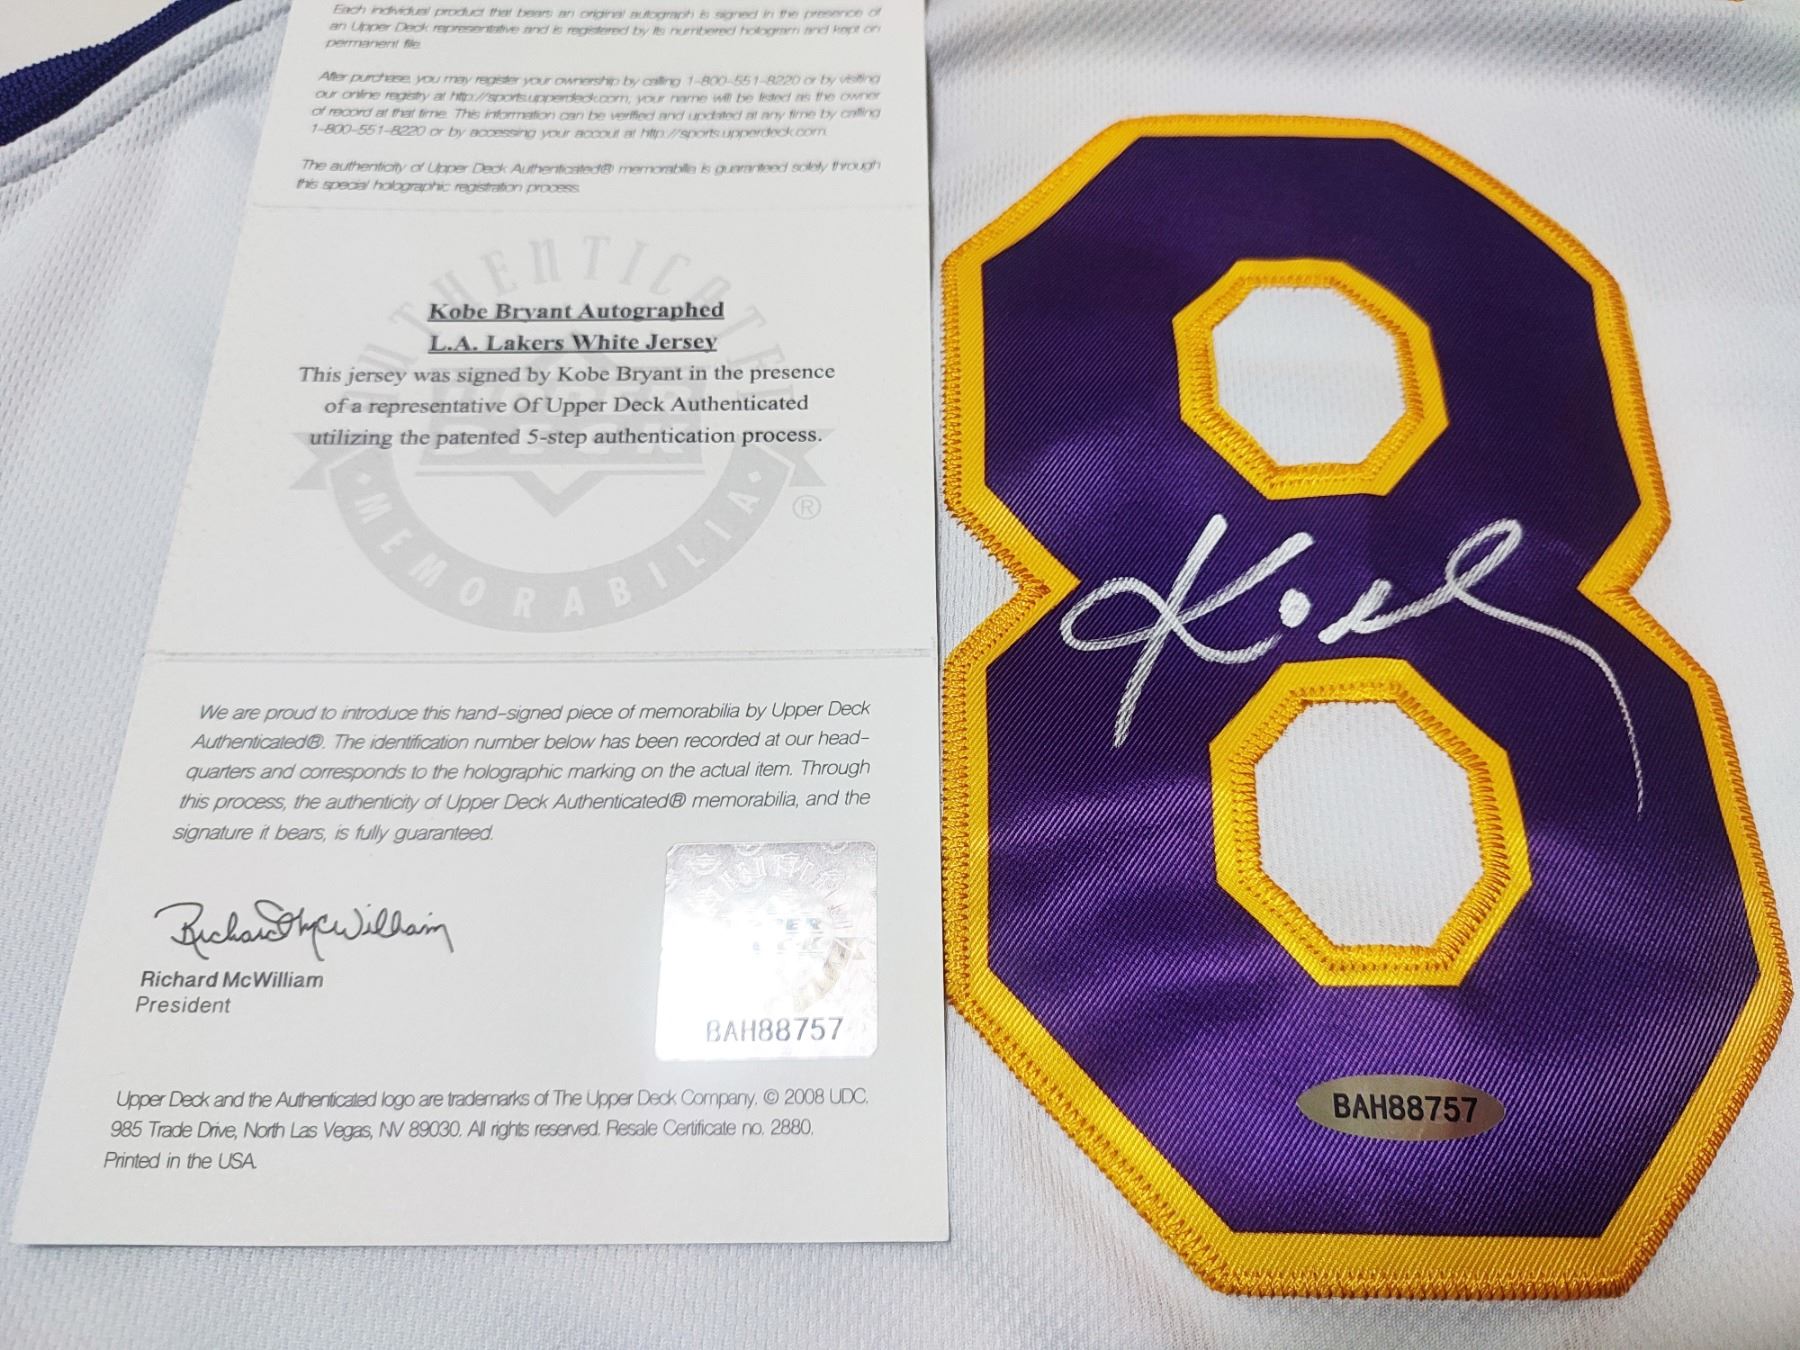 Each individual product that bears an original autograph is signed in the presence of
an Upper Deck representative and is registered by its numbered hologram and kept on
permanent file.
After purchase, you may register your ownership by calling 1-800-551-8220 or by visiting
our online registry at http://sports.upperdeck.com, your name will be listed as the owner
of record at that time. This information can be verified and updated at any time by calling
1-800-551-8220 or by accessing your accout at http://sports.upperdeck.com.
The authenticity of Upper Deck Authenticated® memorabilia is guaranteed solely through
this special holographic registration process.
AUTHENTICATED
Kobe Bryant Autographed
L.A. Lakers White Jersey
This jersey was signed by Kobe Bryant in the presence
of a representative Of Upper Deck Authenticated
utilizing the patented 5-step authentication process.
UPPER
DECK
MEMORABILIA ®
We are proud to introduce this hand-signed piece of memorabilia by Upper Deck
Authenticated®. The identification number below has been recorded at our head-
quarters and corresponds to the holographic marking on the actual item. Through
this process, the authenticity of Upper Deck Authenticated® memorabilia, and the
signature it bears, is fully guaranteed.
Richard McWilliam
Richard McWilliam
President
UPPER
DECK
BAH88757
Upper Deck and the Authenticated logo are trademarks of The Upper Deck Company. © 2008 UDC.
985 Trade Drive, North Las Vegas, NV 89030. All rights reserved. Resale Certificate no. 2880.
Printed in the USA.
8
Kobe
BAH88757